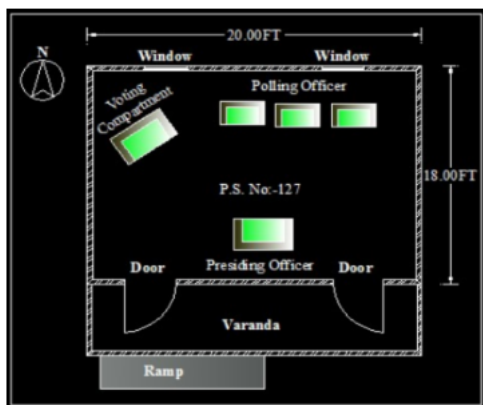 20.00FT
N
Window
Window
Voting
Compartment
Polling Officer
18.00FT
P.S. No:-127
Door
Presiding Officer
Door
Varanda
Ramp